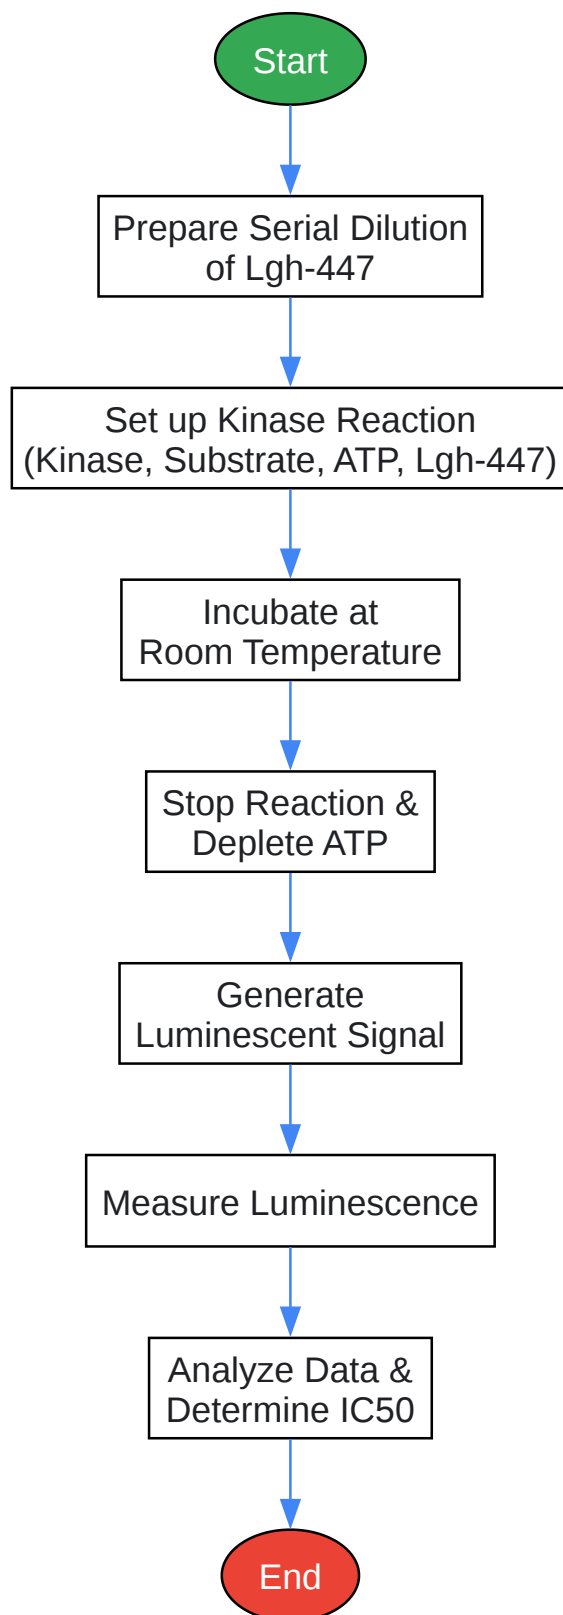 Start
Prepare Serial Dilution
of Lgh-447
Set up Kinase Reaction
(Kinase, Substrate, ATP, Lgh-447)
Incubate at
Room Temperature
Stop Reaction &
Deplete ATP
Generate
Luminescent Signal
Measure Luminescence
Analyze Data &
Determine IC50
End